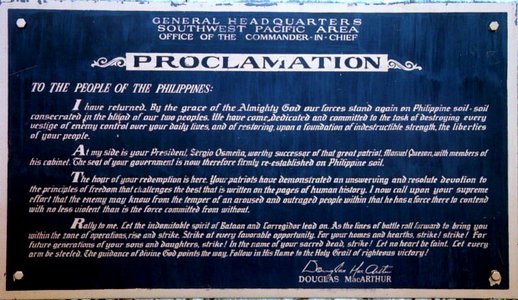 GENERAL HEADQUARTERS
SOUTHWEST PACIFIC AREA
OFFICE OF THE COMMANDER-IN-CHIEF
PROCLAMATION
TO THE PEOPLE OF THE PHILIPPINES:
I have returned. By the grace of the Almighty God our forces stand again on Philippine soil-soil
consecrated in the blood of our two peoples. We have come, dedicated and committed to the task of destroying every
vestige of enemy control over your daily lives, and of restoring, upon a foundation of indestructible strength, the liberties
of your people.
At my side is your President, Sergio Osmeña, worthy successor of that great patriot, Manuel Quezon, with members of
his cabinet. The seat of your government is now therefore firmly re-established on Philippine soil.
The hour of your redemption is here. Your patriots have demonstrated an unswerving and resolute devotion to
the principles of freedom that challenges the best that is written on the pages of human history. I now call upon your supreme
effort that the enemy may know from the temper of an aroused and outraged people within that he has a force there to contend
with no less violent than is the force committed from without.
Rally to me. Let the indomitable spirit of Bataan and Corregidor lead on. As the lines of battle roll forward to bring you
within the zone of operations, rise and strike. Strike at every favorable opportunity. For your homes and hearths, strike! For
future generations of your sons and daughters, strike! In the name of your sacred dead, strike! Let no heart be faint. Let every
arm be steeled. The guidance of divine God points the way. Follow in His Name to the Holy Grail of righteous victory!
Douglas MacArthur
DOUGLAS MacARTHUR